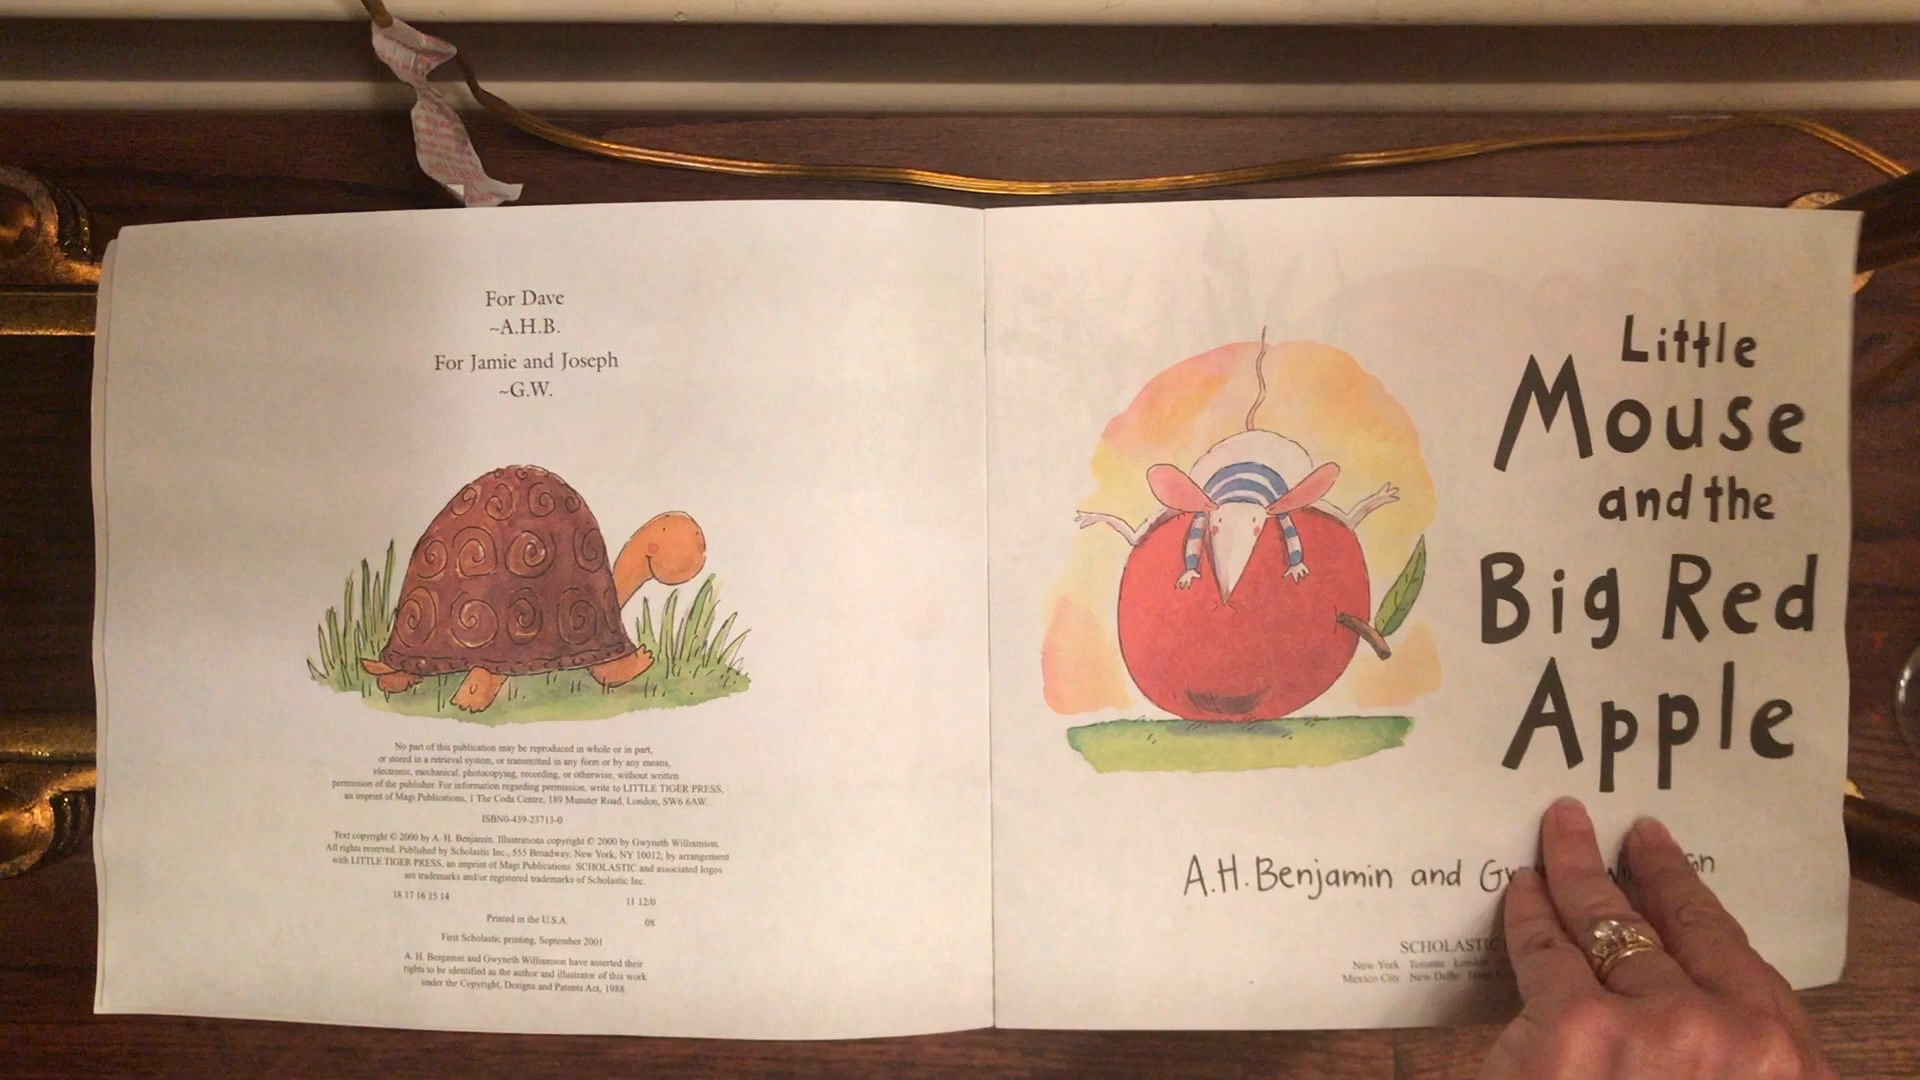 For Dave
~A.H.B.
For Jamie and Joseph
~G.W.
No part of this publication may be reproduced in whole or in part,
or stored in a retrieval system, or transmitted in any form or by any means,
electronic, mechanical, photocopying, recording, or otherwise, without written
permission of the publisher. For information regarding permission, write to LITTLE TIGER PRESS,
an imprint of Magi Publications, 1 The Coda Centre, 189 Munster Road, London, SW6 6AW.
ISBN0-439-23713-0
Text copyright © 2000 by A. H. Benjamin. Illustrations copyright © 2000 by Gwyneth Williamson.
All rights reserved. Published by Scholastic Inc., 555 Broadway, New York, NY 10012, by arrangement
with LITTLE TIGER PRESS, an imprint of Magi Publications. SCHOLASTIC and associated logos
are trademarks and/or registered trademarks of Scholastic Inc.
18 17 16 15 14
11 12/0
Printed in the U.S.A.
08
First Scholastic printing, September 2001
A. H. Benjamin and Gwyneth Williamson have asserted their
rights to be identified as the author and illustrator of this work
under the Copyright, Designs and Patents Act, 1988.
Little
Mouse
and the
Big Red
Apple
A.H. Benjamin and
SCHOLASTIC
New York Toronto London
Mexico City New Delhi